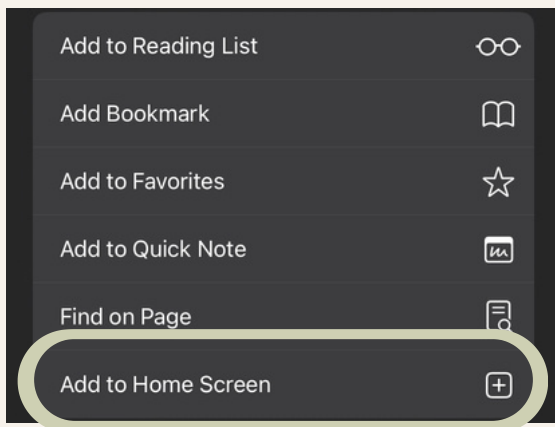 Add to Reading List
Add Bookmark
Add to Favorites
Add to Quick Note
Find on Page
Add to Home Screen